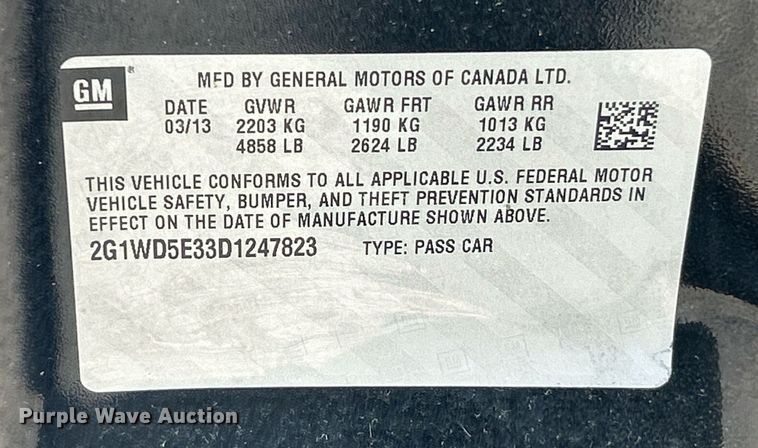 GM ®
MFD BY GENERAL MOTORS OF CANADA LTD.
DATE GVWR GAWR FRT GAWR RR
03/13 2203 KG 1190 KG 1013 KG
4858 LB 2624 LB 2234 LB
THIS VEHICLE CONFORMS TO ALL APPLICABLE U.S. FEDERAL MOTOR
VEHICLE SAFETY, BUMPER, AND THEFT PREVENTION STANDARDS IN
EFFECT ON THE DATE OF MANUFACTURE SHOWN ABOVE.
2G1WD5E33D1247823 TYPE: PASS CAR
GM
Purple Wave Auction